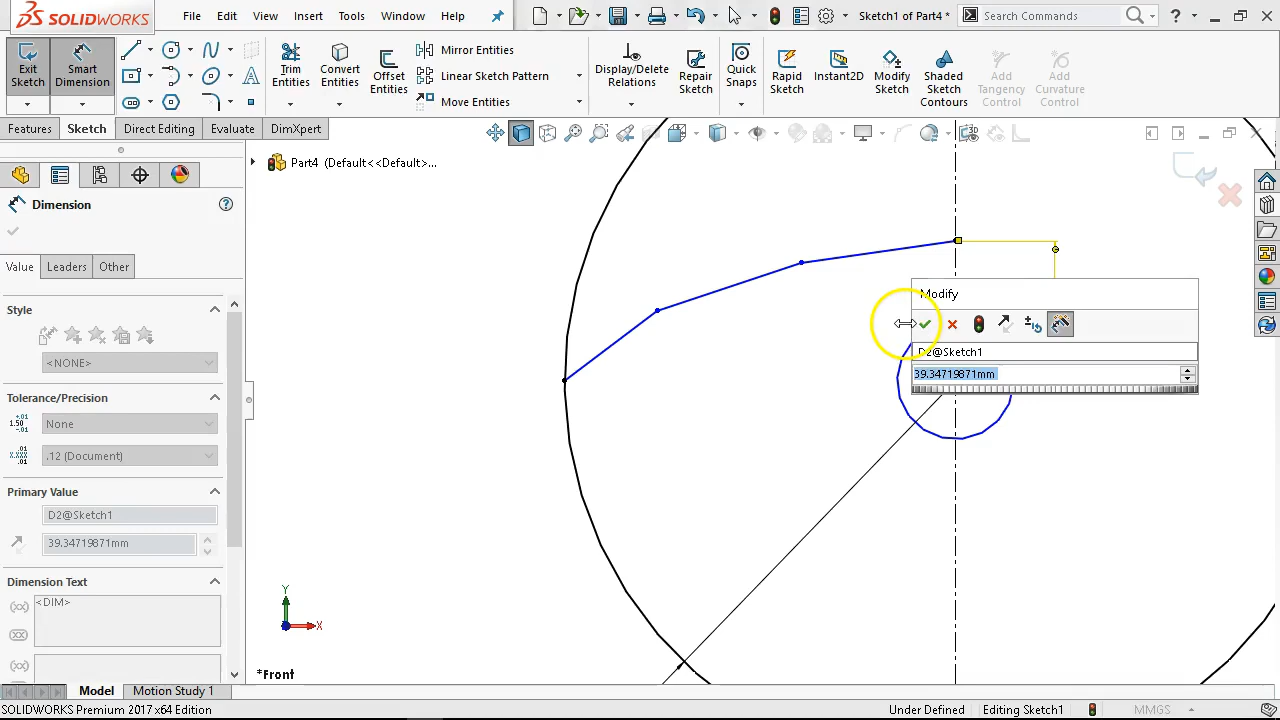 SOLIDWORKS
File Edit View Insert Tools Window Help
Sketch1 of Part4 *
Search Commands
Exit Sketch
Smart Dimension
Trim Entities
Convert Entities
Offset Entities
Mirror Entities
Linear Sketch Pattern
Move Entities
Display/Delete Relations
Repair Sketch
Quick Snaps
Rapid Sketch
Instant2D
Modify Sketch
Shaded Sketch Contours
Add Tangency Control
Add Curvature Control
Features Sketch Direct Editing Evaluate DimXpert
Part4 (Default<<Default>...
Dimension
Value Leaders Other
Style
<NONE>
Tolerance/Precision
None
.12 (Document)
Primary Value
D2@Sketch1
39.34719871mm
Dimension Text
<DIM>
Modify
D2@Sketch1
39.34719871mm
Y
X
*Front
Model Motion Study 1
SOLIDWORKS Premium 2017 x64 Edition
Under Defined Editing Sketch1 MMGS